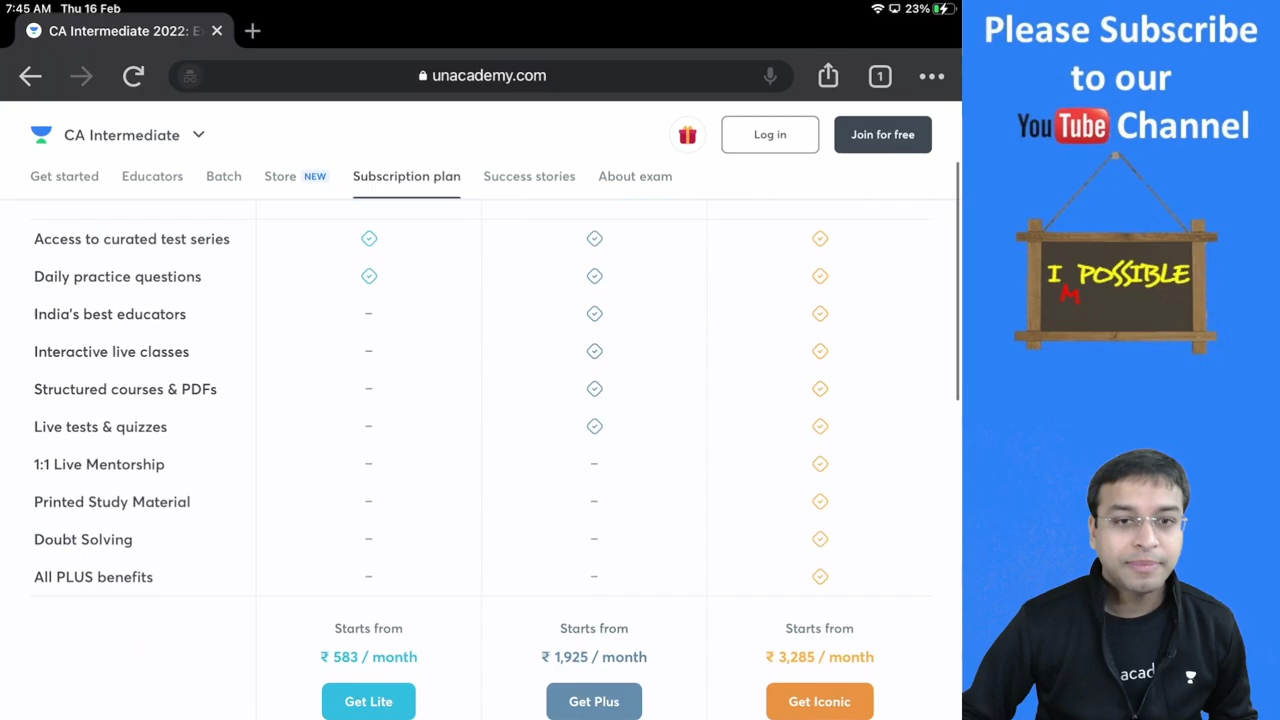 7:45 AM Thu 16 Feb
23%
CA Intermediate 2022: E
unacademy.com
1
CA Intermediate
Log in
Join for free
Get started Educators Batch Store NEW Subscription plan Success stories About exam
Access to curated test series
Daily practice questions
India's best educators –
Interactive live classes –
Structured courses & PDFs –
Live tests & quizzes –
1:1 Live Mentorship – –
Printed Study Material – –
Doubt Solving – –
All PLUS benefits – –
Starts from Starts from Starts from
₹ 583 / month ₹ 1,925 / month ₹ 3,285 / month
Get Lite Get Plus Get Iconic
Please Subscribe
to our
YouTube Channel
I POSSIBLE
M
acad